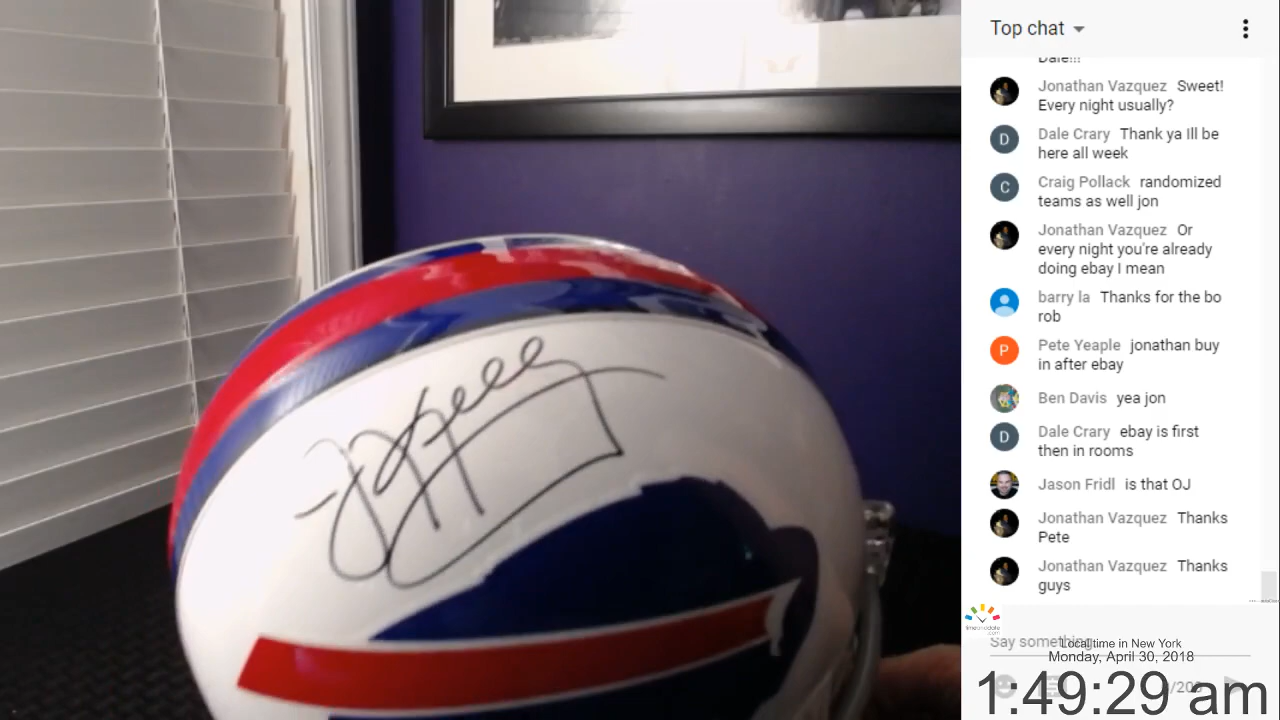 Top chat
Dale!!!
Jonathan Vazquez Sweet!
Every night usually?
D
Dale Crary Thank ya Ill be
here all week
C
Craig Pollack randomized
teams as well jon
Jonathan Vazquez Or
every night you're already
doing ebay I mean
barry la Thanks for the bo
rob
P
Pete Yeaple jonathan buy
in after ebay
Ben Davis yea jon
D
Dale Crary ebay is first
then in rooms
Jason Fridl is that OJ
Jonathan Vazquez Thanks
Pete
Jonathan Vazquez Thanks
guys
Say something...
Local time in New York
Monday, April 30, 2018
1:49:29 am